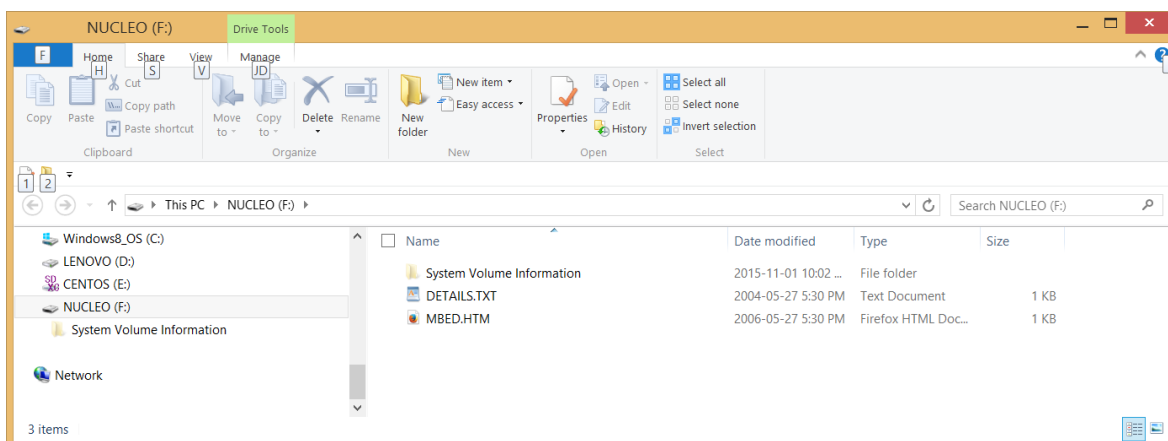 NUCLEO (F:) Drive Tools
F Home Share View Manage
H S V JD
Copy Paste Cut Copy path Paste shortcut
Clipboard
Move to Copy to Delete Rename
Organize
New folder New item Easy access
New
Properties Open Edit History
Open
Select all Select none Invert selection
Select
1 2
This PC NUCLEO (F:) Search NUCLEO (F:)
Windows8_OS (C:)
LENOVO (D:)
CENTOS (E:)
NUCLEO (F:)
System Volume Information
Network
Name Date modified Type Size
System Volume Information 2015-11-01 10:02 ... File folder
DETAILS.TXT 2004-05-27 5:30 PM Text Document 1 KB
MBED.HTM 2006-05-27 5:30 PM Firefox HTML Doc... 1 KB
3 items